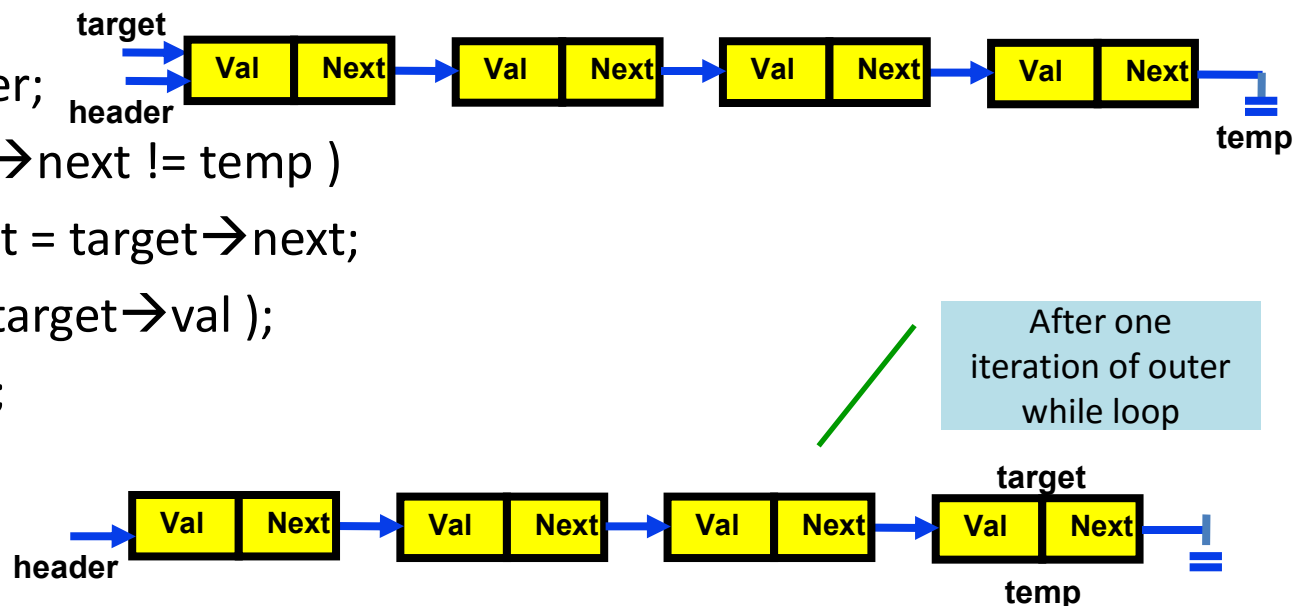 target
Val Next Val Next Val Next Val Next
er;
header
temp
→next != temp )
t = target→next;
target→val );
;
After one
iteration of outer
while loop
target
Val Next Val Next Val Next Val Next
header
temp